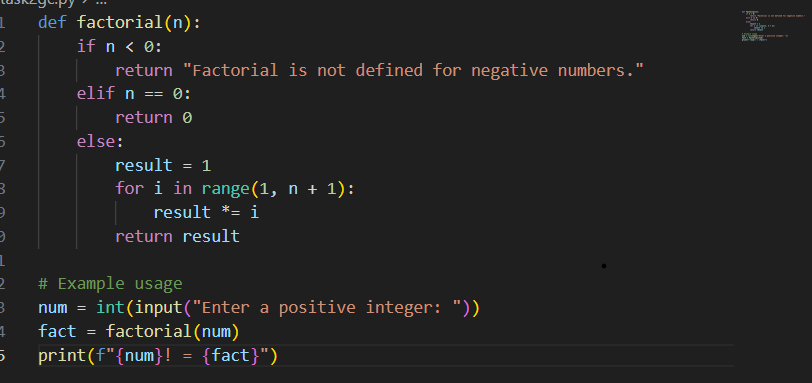 def factorial(n):
    if n < 0:
        return "Factorial is not defined for negative numbers."
    elif n == 0:
        return 0
    else:
        result = 1
        for i in range(1, n + 1):
            result *= i
        return result

# Example usage
num = int(input("Enter a positive integer: "))
fact = factorial(num)
print(f"{num}! = {fact}")